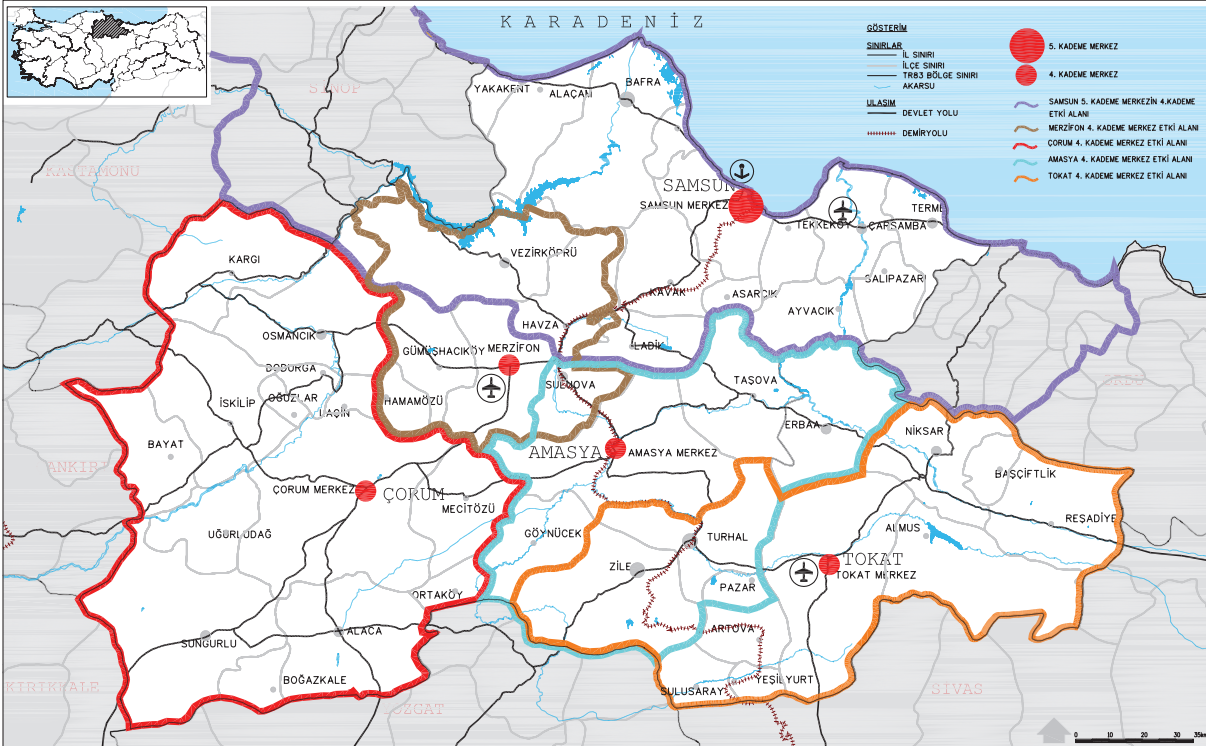 KARADENİZ
GÖSTERİM
SINIRLAR
İL SINIRI
İLÇE SINIRI
TR83 BÖLGE SINIRI
AKARSU
ULAŞIM
DEVLET YOLU
DEMİRYOLU
5. KADEME MERKEZ
4. KADEME MERKEZ
SAMSUN 5. KADEME MERKEZİN 4.KADEME
ETKİ ALANI
MERZİFON 4. KADEME MERKEZ ETKİ ALANI
ÇORUM 4. KADEME MERKEZ ETKİ ALANI
AMASYA 4. KADEME MERKEZ ETKİ ALANI
TOKAT 4. KADEME MERKEZ ETKİ ALANI
SİNOP
YAKAKENT
ALAÇAM
BAFRA
KASTAMONU
SAMSUN
SAMSUN MERKEZ
TEKKEKÖY
ÇARŞAMBA
TERME
KARGI
VEZİRKÖPRÜ
SALIPAZARI
KAVAK
ASARCIK
AYVACIK
HAVZA
LADİK
OSMANCIK
GÜMÜŞHACIKÖY
MERZİFON
DODURGA
SULUOVA
TAŞOVA
ORDU
OĞUZLAR
HAMAMÖZÜ
İSKİLİP
LAÇİN
ERBAA
NİKSAR
BAYAT
AMASYA
AMASYA MERKEZ
ANKIRI
BAŞÇİFTLİK
ÇORUM MERKEZ
ÇORUM
MECİTÖZÜ
REŞADİYE
UĞURLUDAĞ
GÖYNÜCEK
TURHAL
ALMUS
ZİLE
TOKAT
TOKAT MERKEZ
PAZAR
ORTAKÖY
ARTOVA
SUNGURLU
ALACA
BOĞAZKALE
YEŞİLYURT
SULUSARAY
KIRIKKALE
YOZGAT
SİVAS
0 10 20 30 35km